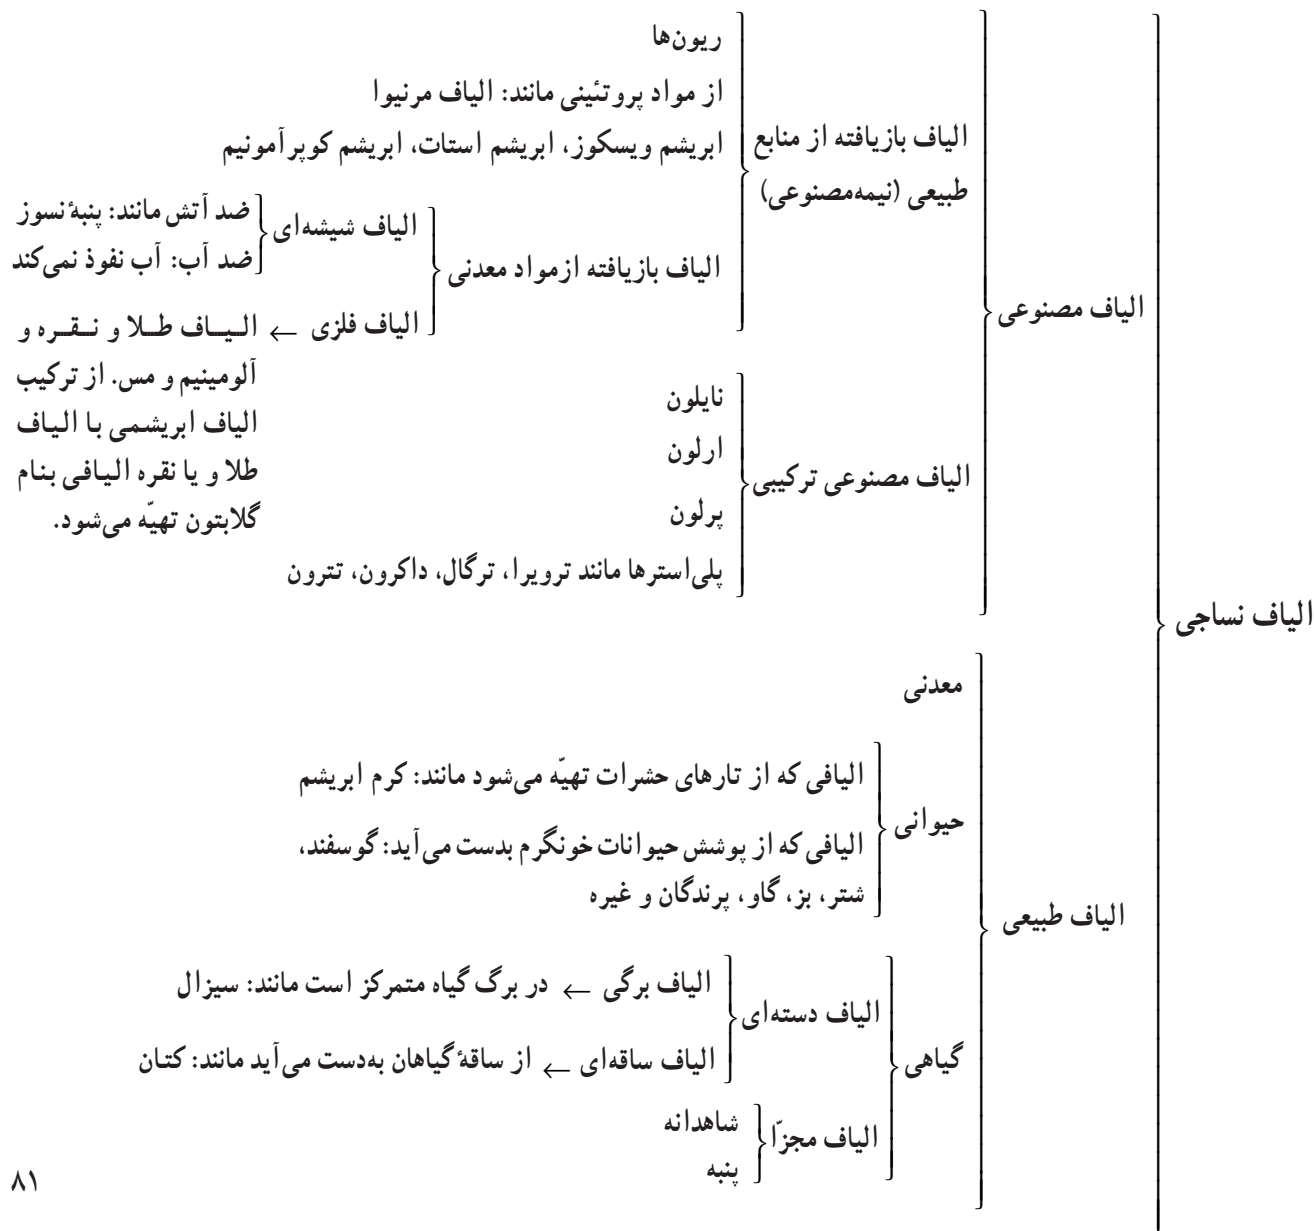 الیاف نساجی
الیاف مصنوعی
الیاف بازیافته از منابع
طبیعی (نیمه‌مصنوعی)
ریون‌ها
از مواد پروتئینی مانند: الیاف مرنیوا
ابریشم ویسکوز، ابریشم استات، ابریشم کوپرآمونیم
الیاف بازیافته ازمواد معدنی
الیاف شیشه‌ای
ضد آتش مانند: پنبهٔ نسوز
ضد آب: آب نفوذ نمی‌کند
الیاف فلزی ← الیاف طلا و نقره و
آلومینیم و مس. از ترکیب
الیاف ابریشمی با الیاف
طلا و یا نقره الیافی بنام
گلابتون تهیّه می‌شود.
الیاف مصنوعی ترکیبی
نایلون
ارلون
پرلون
پلی‌استرها مانند ترویرا، ترگال، داکرون، تترون
الیاف طبیعی
معدنی
حیوانی
الیافی که از تارهای حشرات تهیّه می‌شود مانند: کرم ابریشم
الیافی که از پوشش حیوانات خونگرم بدست می‌آید: گوسفند،
شتر، بز، گاو، پرندگان و غیره
گیاهی
الیاف دسته‌ای
الیاف برگی ← در برگ گیاه متمرکز است مانند: سیزال
الیاف ساقه‌ای ← از ساقهٔ گیاهان به‌دست می‌آید مانند: کتان
الیاف مجزّا
شاهدانه
پنبه
۸۱